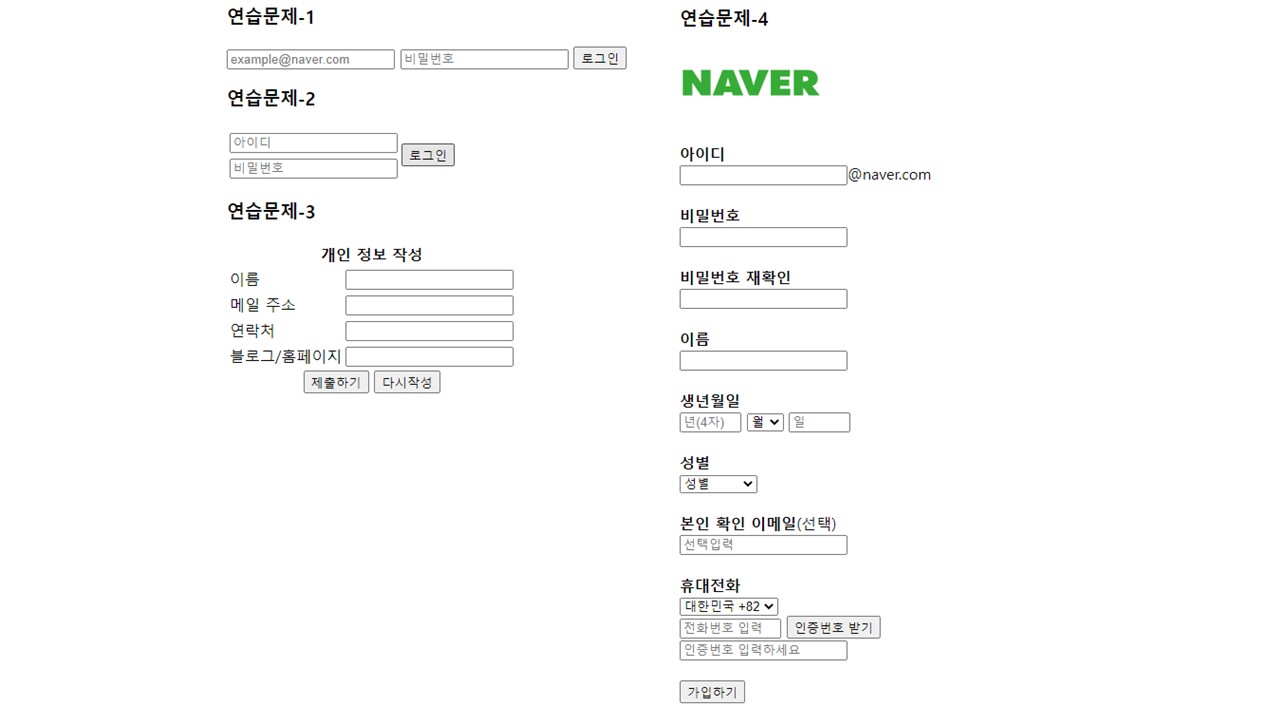 연습문제-1
example@naver.com 비밀번호 로그인
연습문제-2
아이디
비밀번호
로그인
연습문제-3
개인 정보 작성
이름
메일 주소
연락처
블로그/홈페이지
제출하기 다시작성
연습문제-4
NAVER
아이디
@naver.com
비밀번호
비밀번호 재확인
이름
생년월일
년(4자) 월 일
성별
성별
본인 확인 이메일(선택)
선택입력
휴대전화
대한민국 +82
전화번호 입력 인증번호 받기
인증번호 입력하세요
가입하기